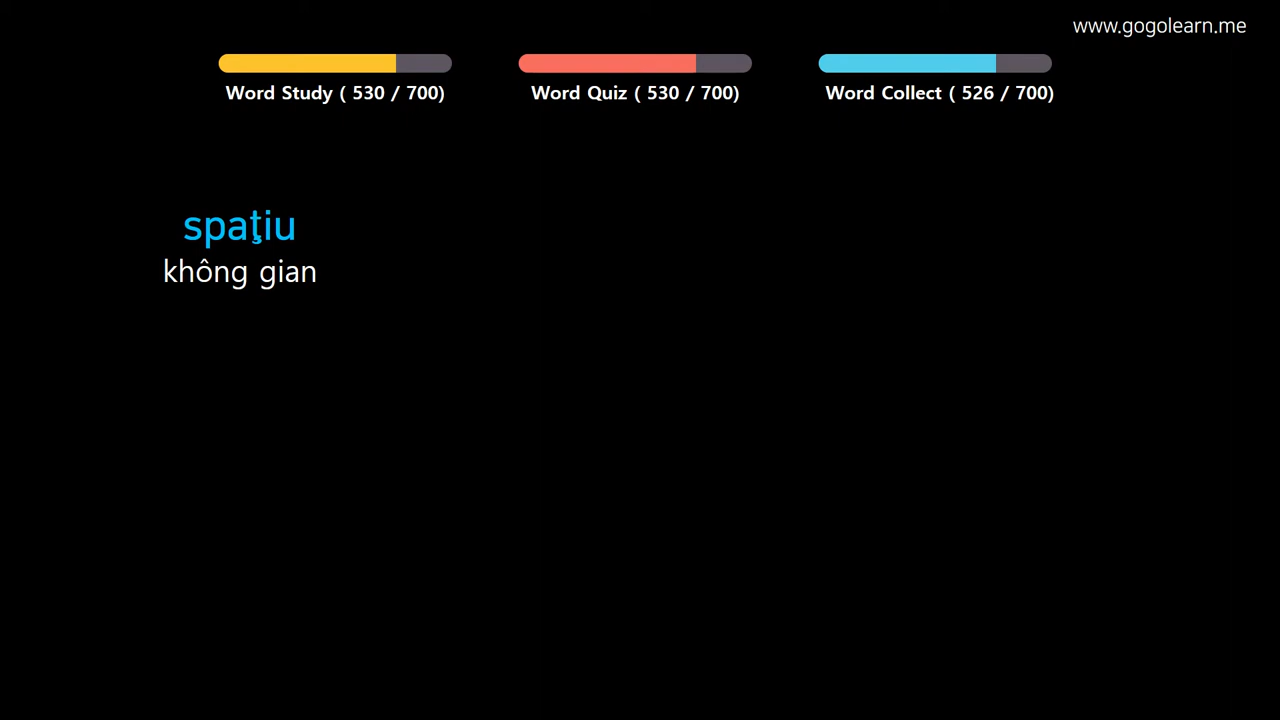 www.gogolearn.me
Word Study ( 530 / 700)
Word Quiz ( 530 / 700)
Word Collect ( 526 / 700)
spaţiu
không gian